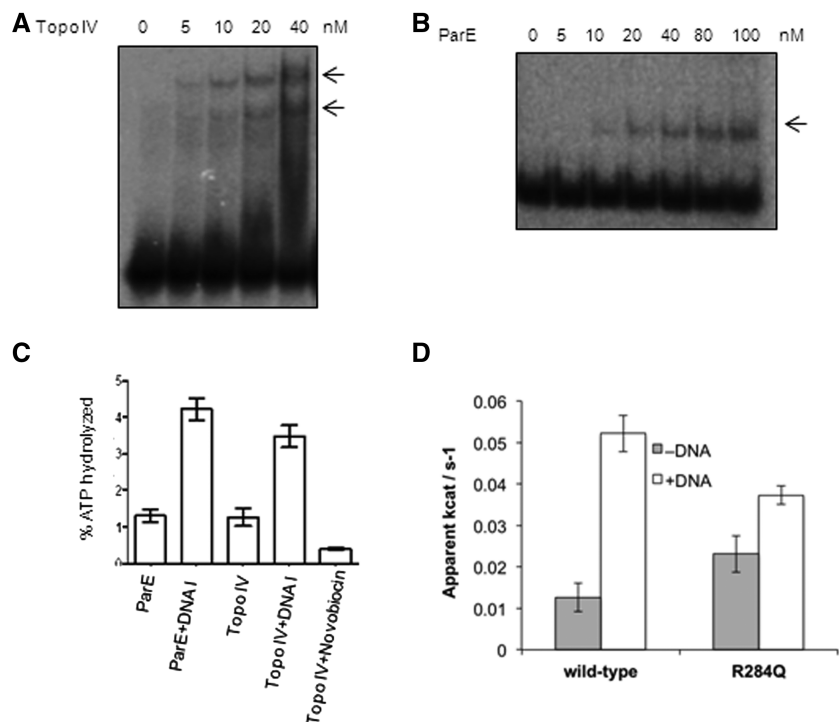 A
Topo IV 0 5 10 20 40 nM
B
ParE 0 5 10 20 40 80 100 nM
C
% ATP hydrolyzed
5
4
3
2
1
0
ParE
ParE+DNA I
Topo IV
Topo IV+DNA I
Topo IV+Novobiocin
D
Apparent kcat / s-1
0.06
0.05
0.04
0.03
0.02
0.01
0
–DNA
+DNA
wild-type
R284Q